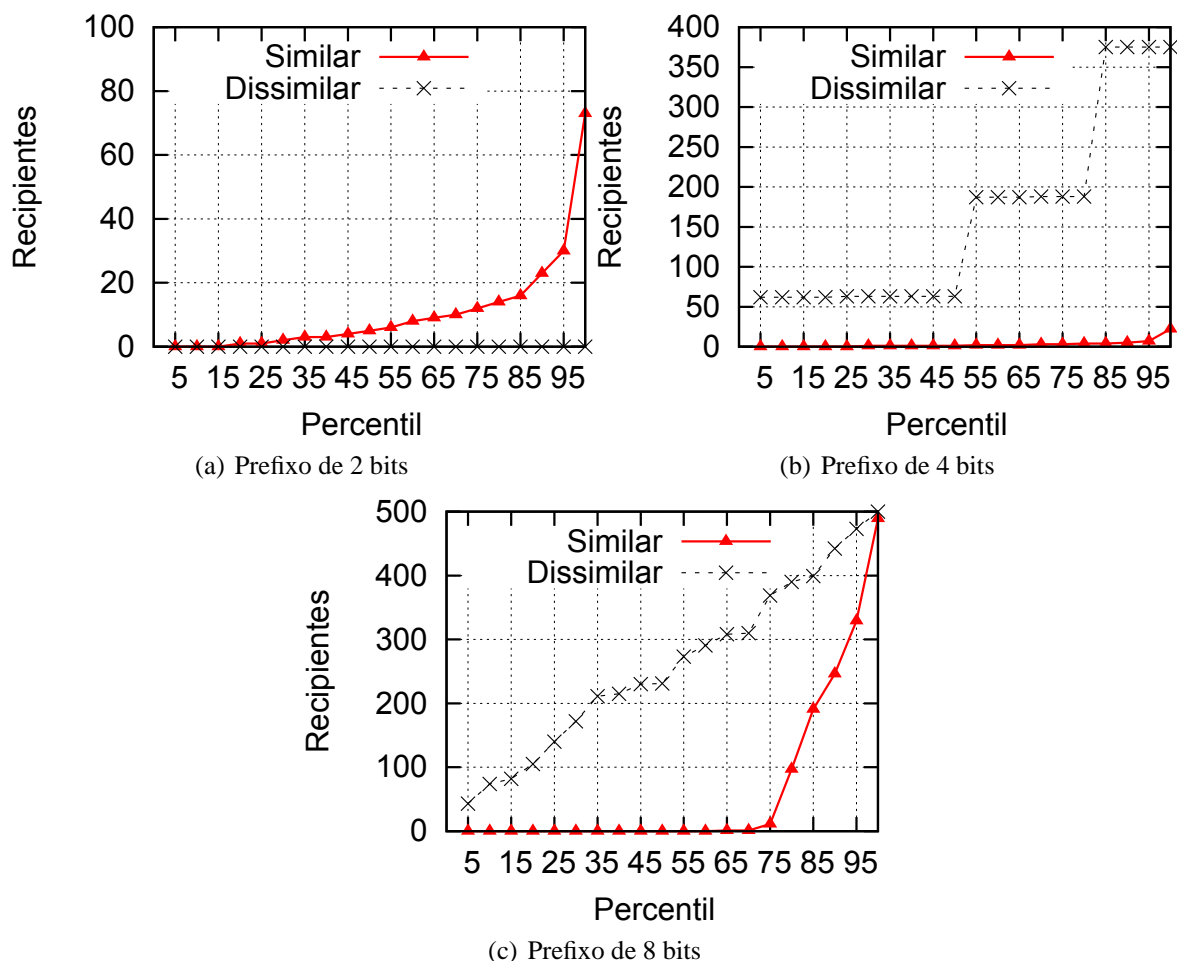 100
80
60
40
20
0
Recipientes
Similar
Dissimilar
5 15 25 35 45 55 65 75 85 95
Percentil
(a) Prefixo de 2 bits
400
350
300
250
200
150
100
50
0
Recipientes
Similar
Dissimilar
5 15 25 35 45 55 65 75 85 95
Percentil
(b) Prefixo de 4 bits
500
400
300
200
100
0
Recipientes
Similar
Dissimilar
5 15 25 35 45 55 65 75 85 95
Percentil
(c) Prefixo de 8 bits